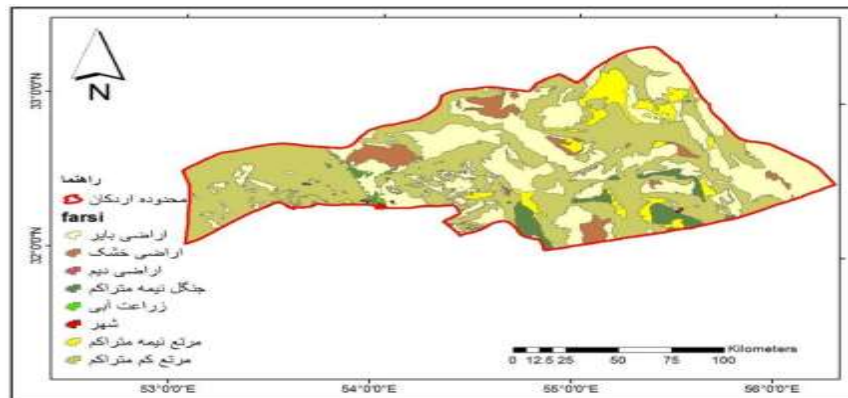 N
33°0'0"N
32°0'0"N
راهنما
محدوده اردکان
farsi
اراضی بایر
اراضی خشک
اراضی دیم
جنگل نیمه متراکم
زراعت آبی
شهر
مرتع نیمه متراکم
مرتع کم متراکم
Kilometers
0 12.5 25 50 75 100
53°0'0"E 54°0'0"E 55°0'0"E 56°0'0"E